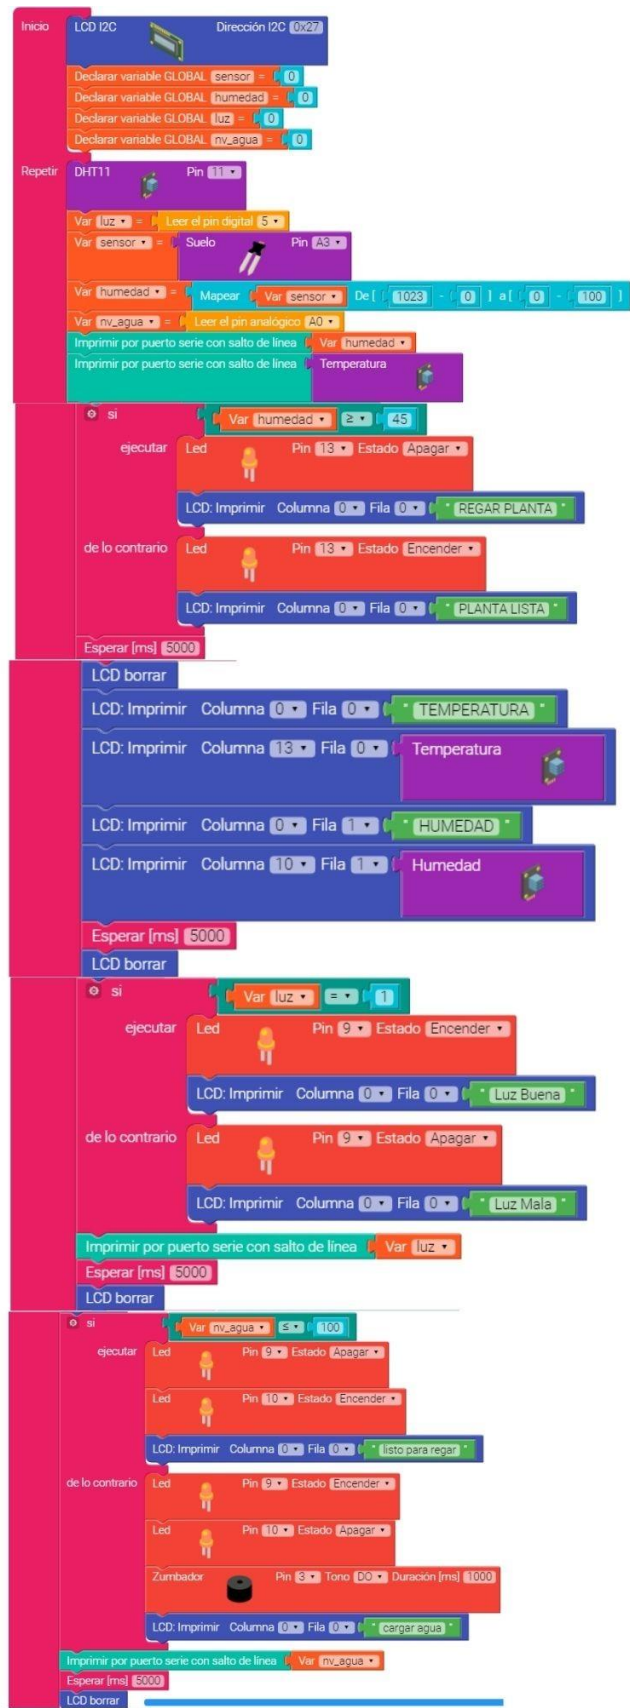 Inicio LCD I2C Dirección I2C 0x27
Declarar variable GLOBAL sensor = 0
Declarar variable GLOBAL humedad = 0
Declarar variable GLOBAL luz = 0
Declarar variable GLOBAL nv_agua = 0
Repetir DHT11 Pin 11
Var luz = Leer el pin digital 5
Var sensor = Suelo Pin A3
Var humedad = Mapear Var sensor De [ 1023 - 0 ] a [ 0 - 100 ]
Var nv_agua = Leer el pin analógico A0
Imprimir por puerto serie con salto de línea Var humedad
Imprimir por puerto serie con salto de línea Temperatura
si Var humedad ≥ 45
ejecutar Led Pin 13 Estado Apagar
LCD: Imprimir Columna 0 Fila 0 " REGAR PLANTA "
de lo contrario Led Pin 13 Estado Encender
LCD: Imprimir Columna 0 Fila 0 " PLANTA LISTA "
Esperar [ms] 5000
LCD borrar
LCD: Imprimir Columna 0 Fila 0 " TEMPERATURA "
LCD: Imprimir Columna 13 Fila 0 Temperatura
LCD: Imprimir Columna 0 Fila 1 " HUMEDAD "
LCD: Imprimir Columna 10 Fila 1 Humedad
Esperar [ms] 5000
LCD borrar
si Var luz = 1
ejecutar Led Pin 9 Estado Encender
LCD: Imprimir Columna 0 Fila 0 " Luz Buena "
de lo contrario Led Pin 9 Estado Apagar
LCD: Imprimir Columna 0 Fila 0 " Luz Mala "
Imprimir por puerto serie con salto de línea Var luz
Esperar [ms] 5000
LCD borrar
si Var nv_agua ≤ 100
ejecutar Led Pin 9 Estado Apagar
Led Pin 10 Estado Encender
LCD: Imprimir Columna 0 Fila 0 " listo para regar "
de lo contrario Led Pin 9 Estado Encender
Led Pin 10 Estado Apagar
Zumbador Pin 3 Tono DO Duración [ms] 1000
LCD: Imprimir Columna 0 Fila 0 " cargar agua "
Imprimir por puerto serie con salto de línea Var nv_agua
Esperar [ms] 5000
LCD borrar